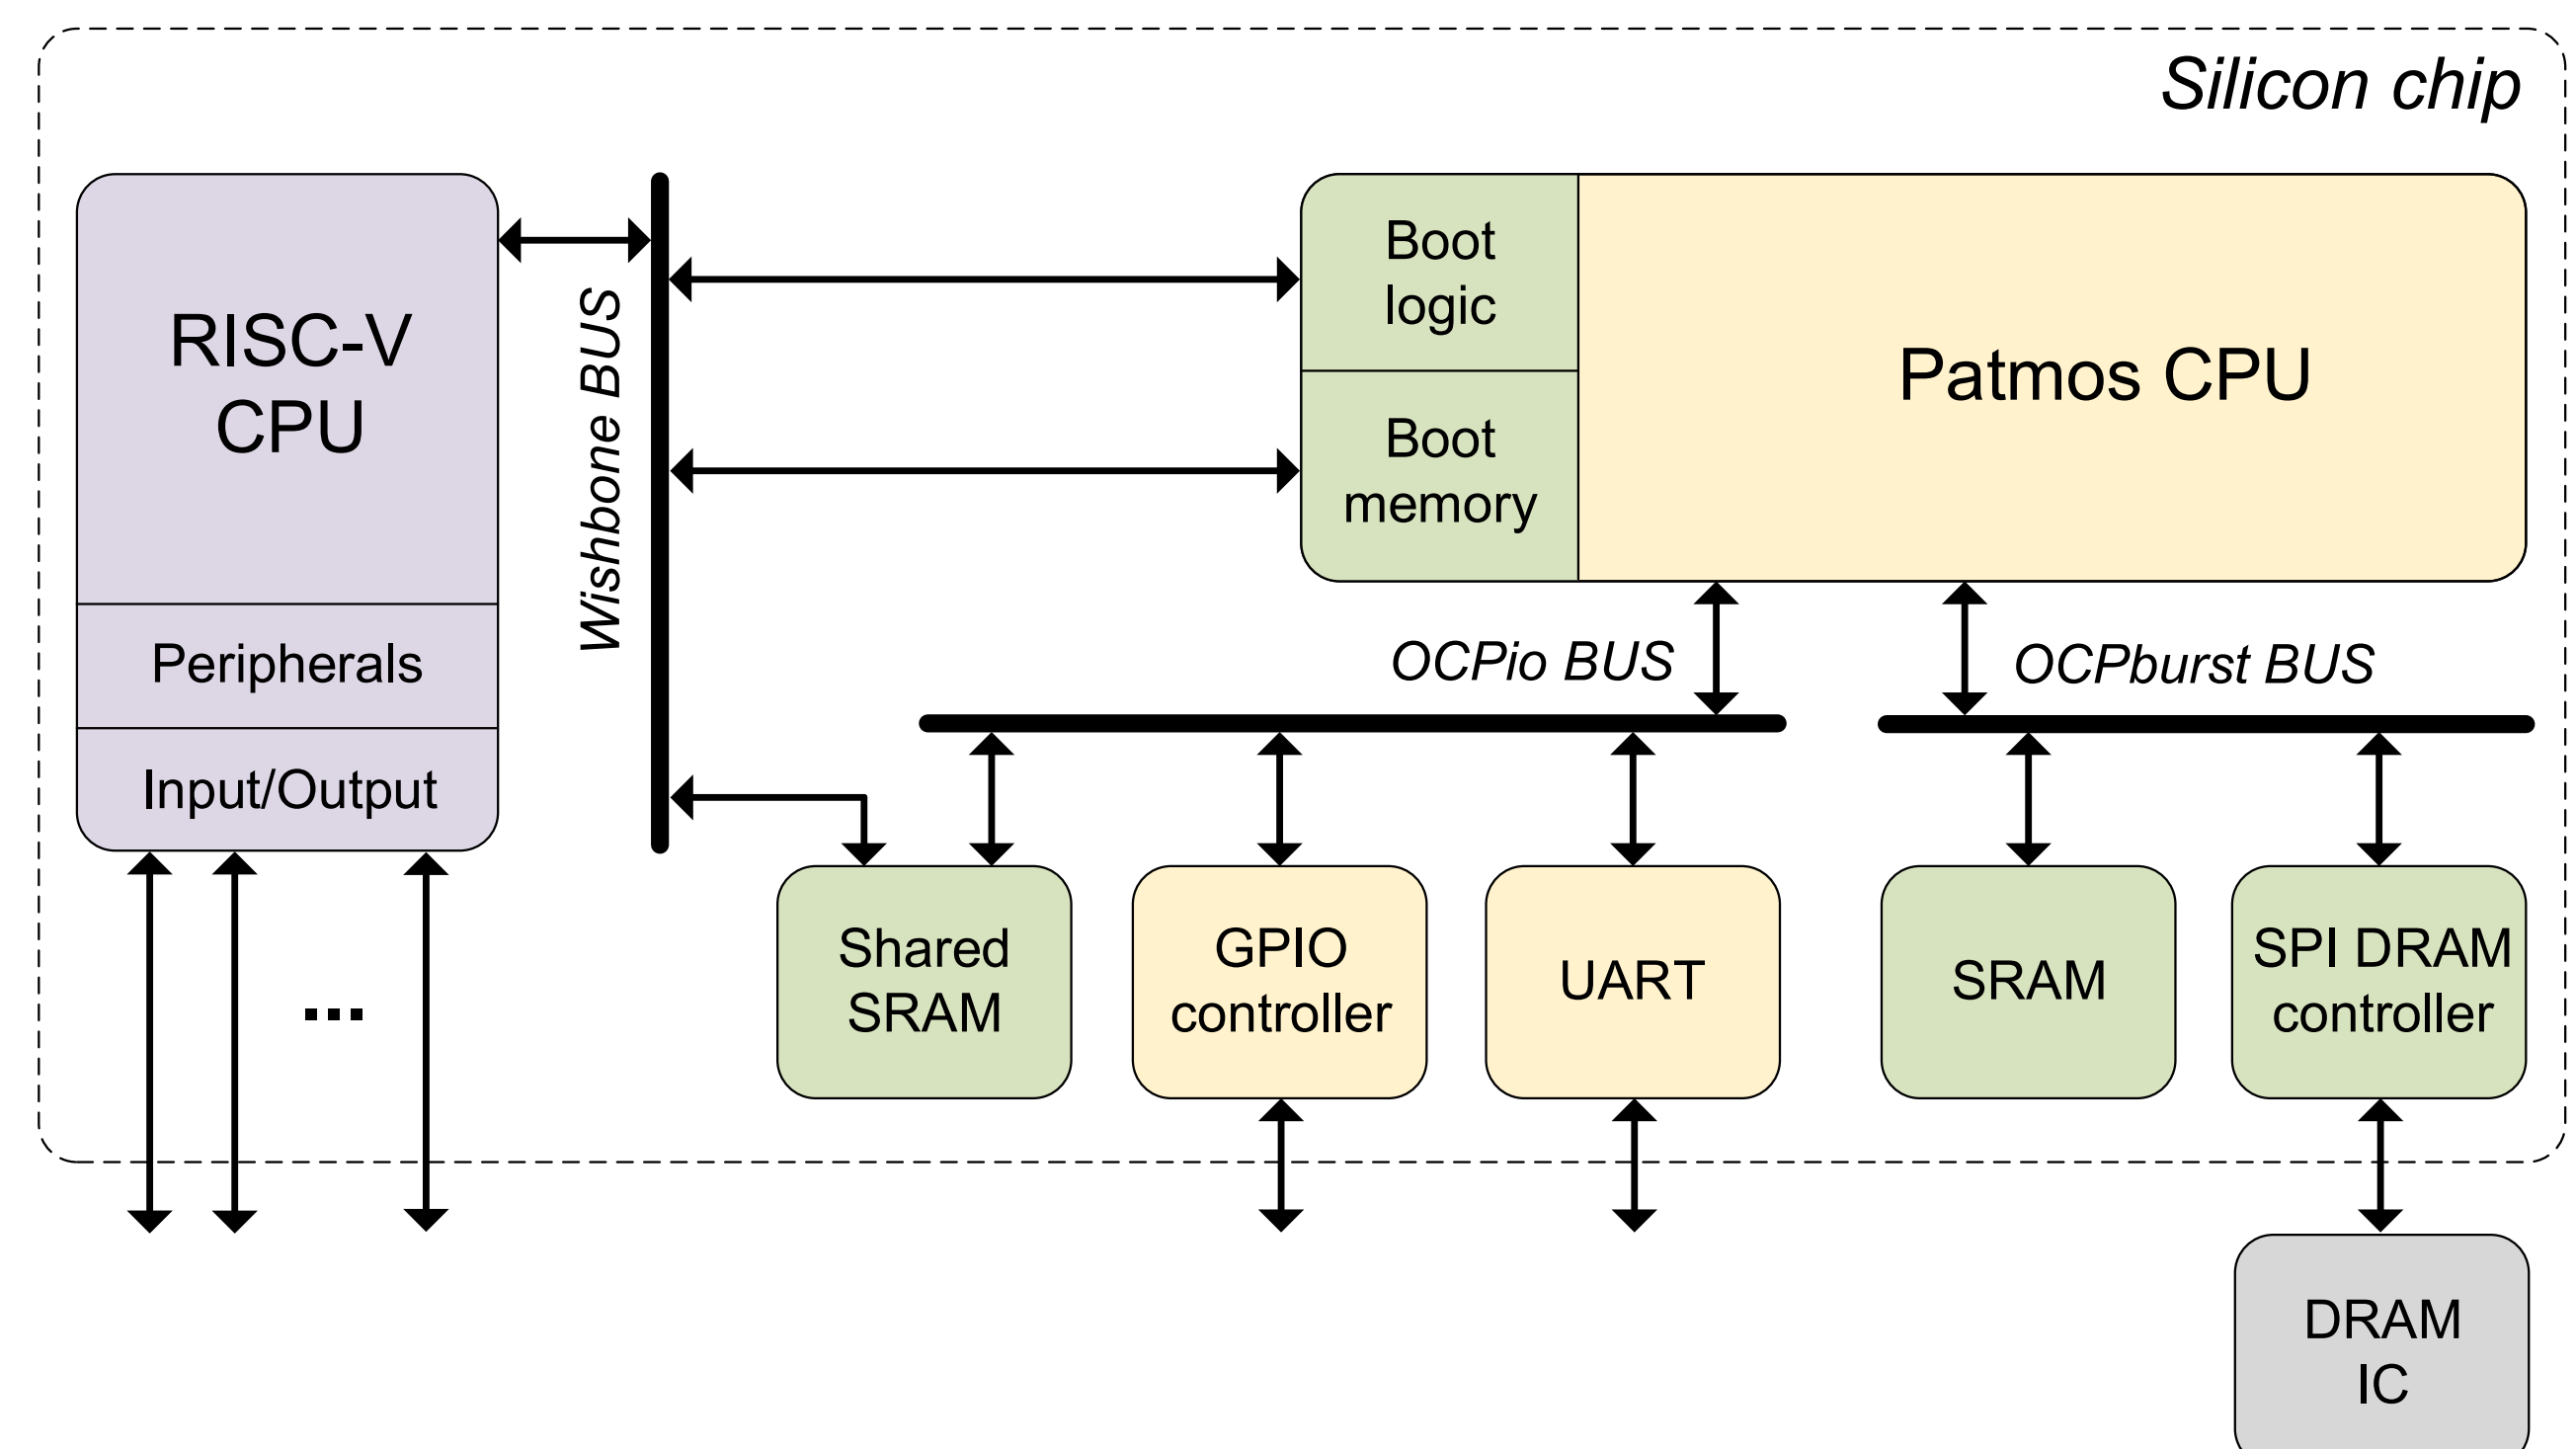 Silicon chip
RISC-V
CPU
Peripherals
Input/Output
Wishbone BUS
Boot
logic
Boot
memory
Patmos CPU
OCPio BUS
OCPburst BUS
Shared
SRAM
GPIO
controller
UART
SRAM
SPI DRAM
controller
...
DRAM
IC